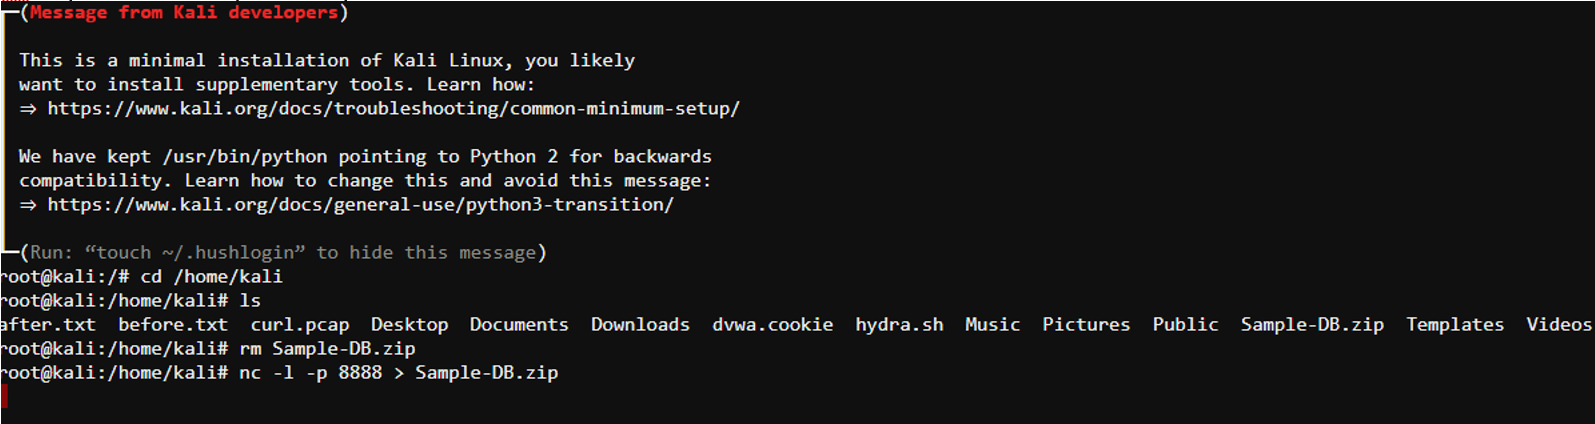 (Message from Kali developers)
This is a minimal installation of Kali Linux, you likely
want to install supplementary tools. Learn how:
⇒ https://www.kali.org/docs/troubleshooting/common-minimum-setup/
We have kept /usr/bin/python pointing to Python 2 for backwards
compatibility. Learn how to change this and avoid this message:
⇒ https://www.kali.org/docs/general-use/python3-transition/
(Run: “touch ~/.hushlogin” to hide this message)
root@kali:/# cd /home/kali
root@kali:/home/kali# ls
after.txt before.txt curl.pcap Desktop Documents Downloads dvwa.cookie hydra.sh Music Pictures Public Sample-DB.zip Templates Videos
root@kali:/home/kali# rm Sample-DB.zip
root@kali:/home/kali# nc -l -p 8888 > Sample-DB.zip